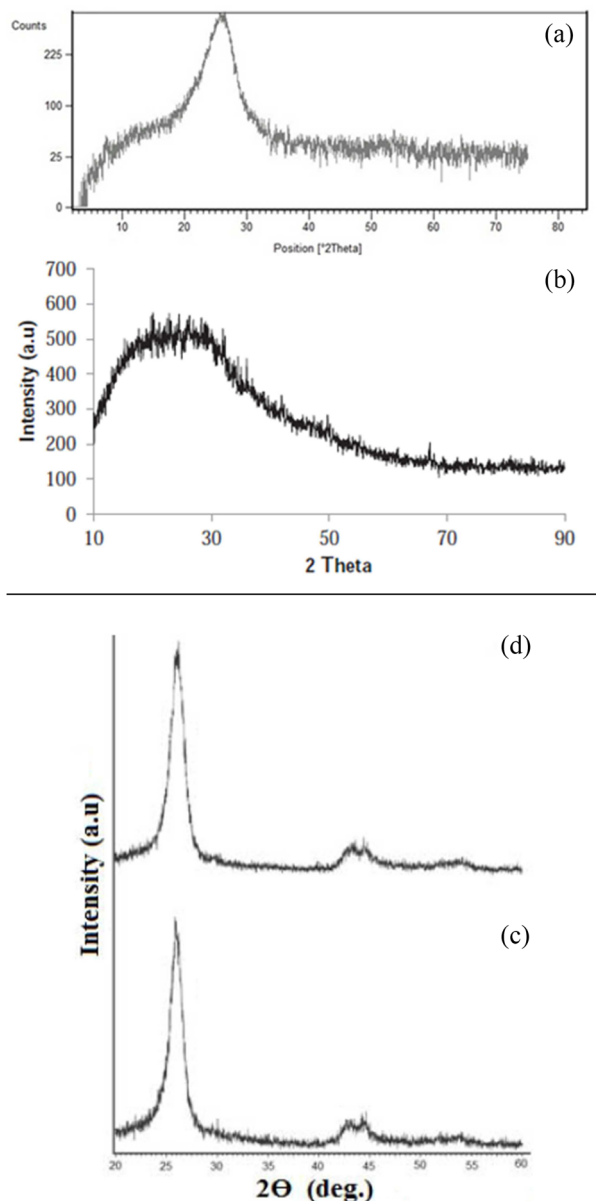 Counts
(a)
225
100
25
0
10 20 30 40 50 60 70 80
Position [°2Theta]
(b)
700
600
500
400
300
200
100
0
Intensity (a.u)
10 30 50 70 90
2 Theta
(d)
(c)
Intensity (a.u)
20 25 30 35 40 45 50 55 60
2Θ (deg.)